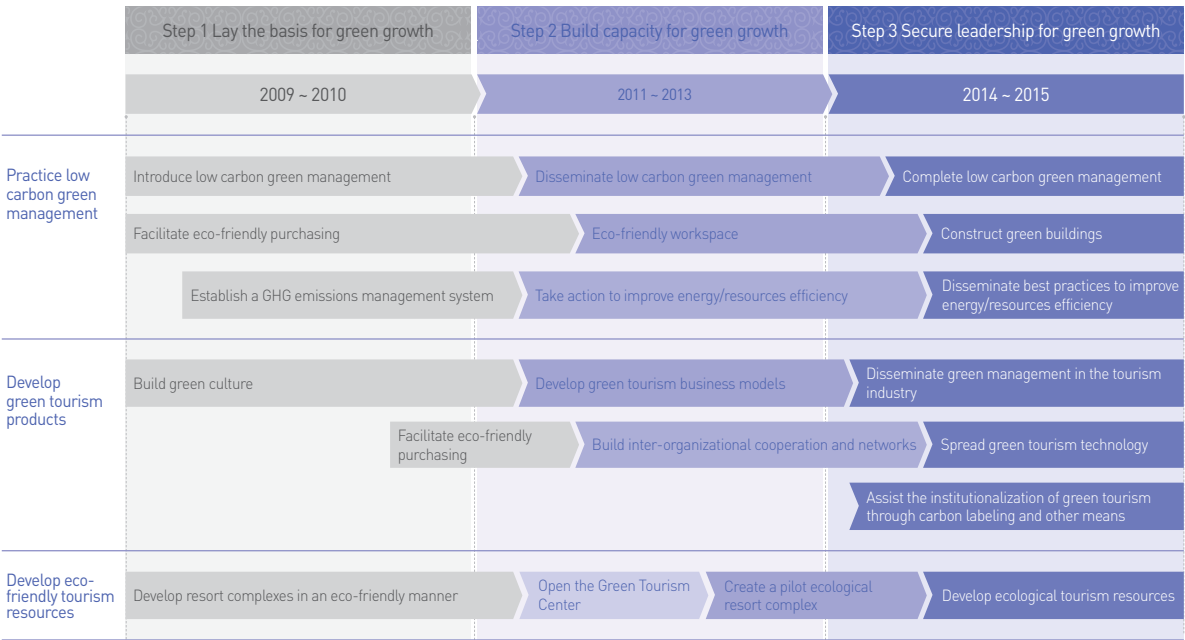 Step 1 Lay the basis for green growth
Step 2 Build capacity for green growth
Step 3 Secure leadership for green growth
2009 ~ 2010
2011 ~ 2013
2014 ~ 2015
Practice low
carbon green
management
Introduce low carbon green management
Disseminate low carbon green management
Complete low carbon green management
Facilitate eco-friendly purchasing
Eco-friendly workspace
Construct green buildings
Establish a GHG emissions management system
Take action to improve energy/resources efficiency
Disseminate best practices to improve
energy/resources efficiency
Develop
green tourism
products
Build green culture
Develop green tourism business models
Disseminate green management in the tourism
industry
Facilitate eco-friendly
purchasing
Build inter-organizational cooperation and networks
Spread green tourism technology
Assist the institutionalization of green tourism
through carbon labeling and other means
Develop eco-
friendly tourism
resources
Develop resort complexes in an eco-friendly manner
Open the Green Tourism
Center
Create a pilot ecological
resort complex
Develop ecological tourism resources